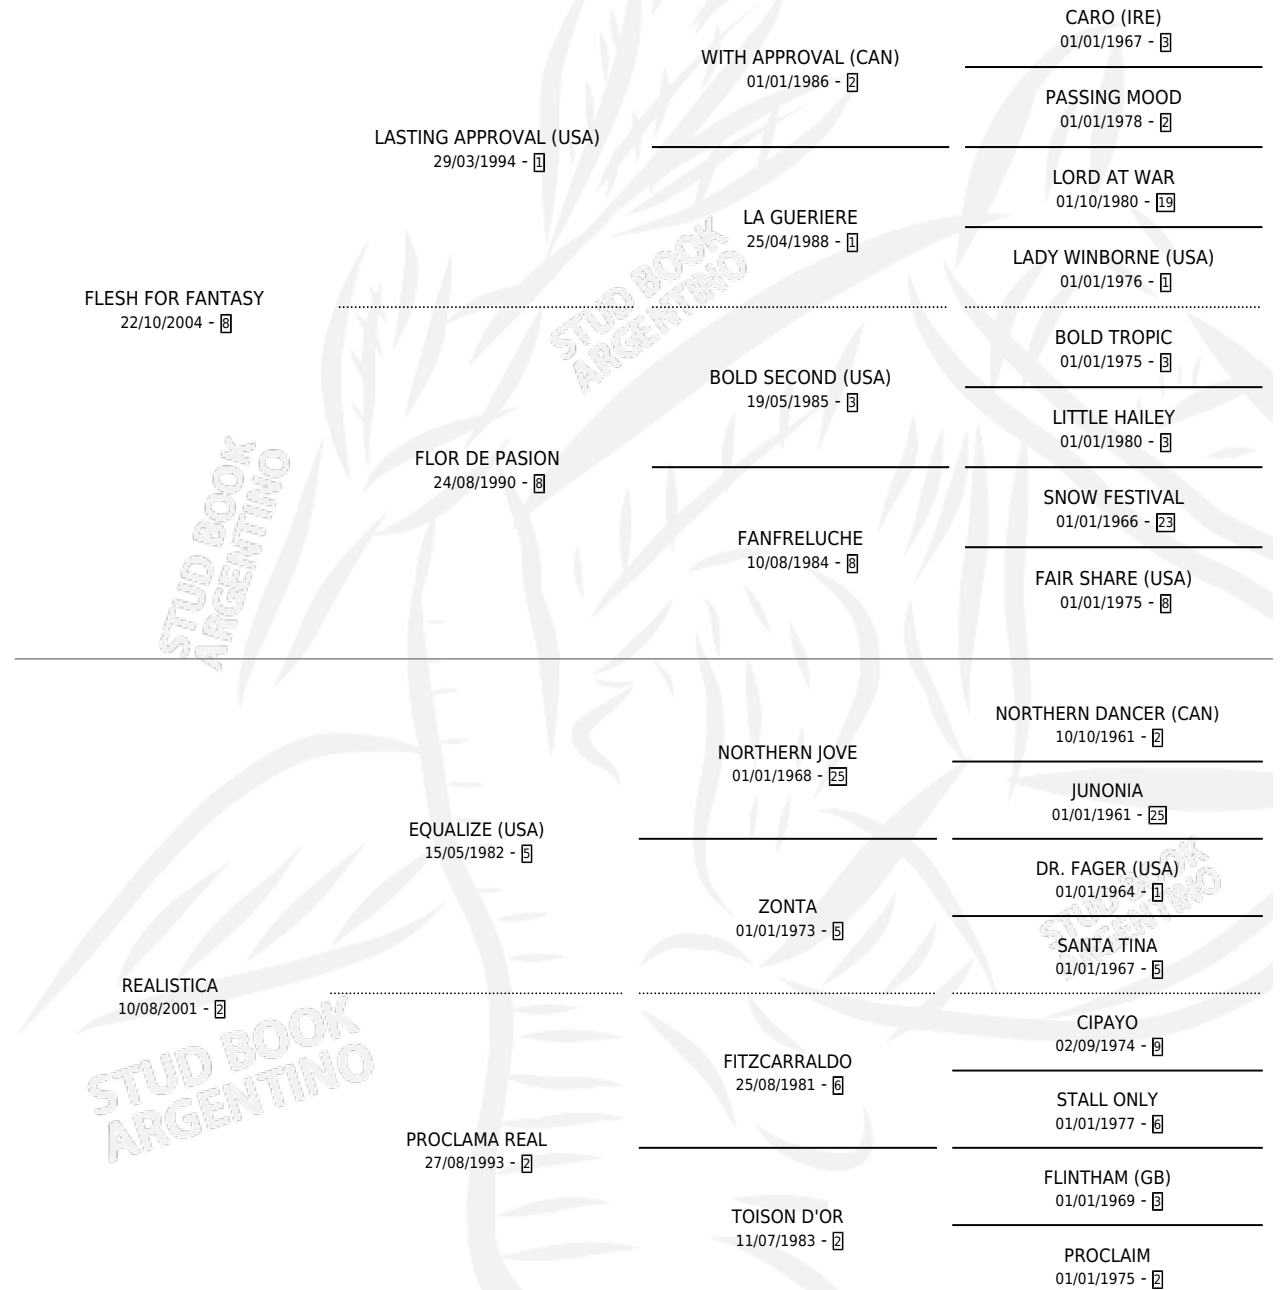 CARO (IRE)
01/01/1967 - 3
WITH APPROVAL (CAN)
01/01/1986 - 2
PASSING MOOD
01/01/1978 - 2
LASTING APPROVAL (USA)
29/03/1994 - 1
LORD AT WAR
01/10/1980 - 19
LA GUERIERE
25/04/1988 - 1
LADY WINBORNE (USA)
01/01/1976 - 1
FLESH FOR FANTASY
22/10/2004 - 8
BOLD TROPIC
01/01/1975 - 3
BOLD SECOND (USA)
19/05/1985 - 3
LITTLE HAILEY
01/01/1980 - 3
FLOR DE PASION
24/08/1990 - 8
SNOW FESTIVAL
01/01/1966 - 23
FANFRELUCHE
10/08/1984 - 8
FAIR SHARE (USA)
01/01/1975 - 8
NORTHERN DANCER (CAN)
10/10/1961 - 2
NORTHERN JOVE
01/01/1968 - 25
JUNONIA
01/01/1961 - 25
EQUALIZE (USA)
15/05/1982 - 5
DR. FAGER (USA)
01/01/1964 - 1
ZONTA
01/01/1973 - 5
SANTA TINA
01/01/1967 - 5
REALISTICA
10/08/2001 - 2
CIPAYO
02/09/1974 - 9
FITZCARRALDO
25/08/1981 - 6
STALL ONLY
01/01/1977 - 6
PROCLAMA REAL
27/08/1993 - 2
FLINTHAM (GB)
01/01/1969 - 3
TOISON D'OR
11/07/1983 - 2
PROCLAIM
01/01/1975 - 2
STUD BOOK
ARGENTINO
STUD BOOK
ARGENTINO
STUD BOOK
ARGENTINO
STUD BOOK
ARGENTINO